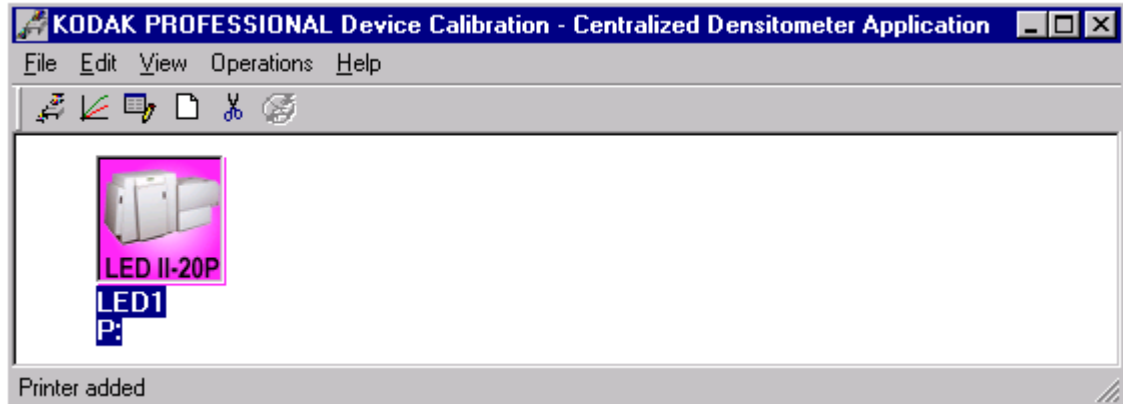 KODAK PROFESSIONAL Device Calibration - Centralized Densitometer Application
File Edit View Operations Help
LED II-20P
LED1
P:
Printer added